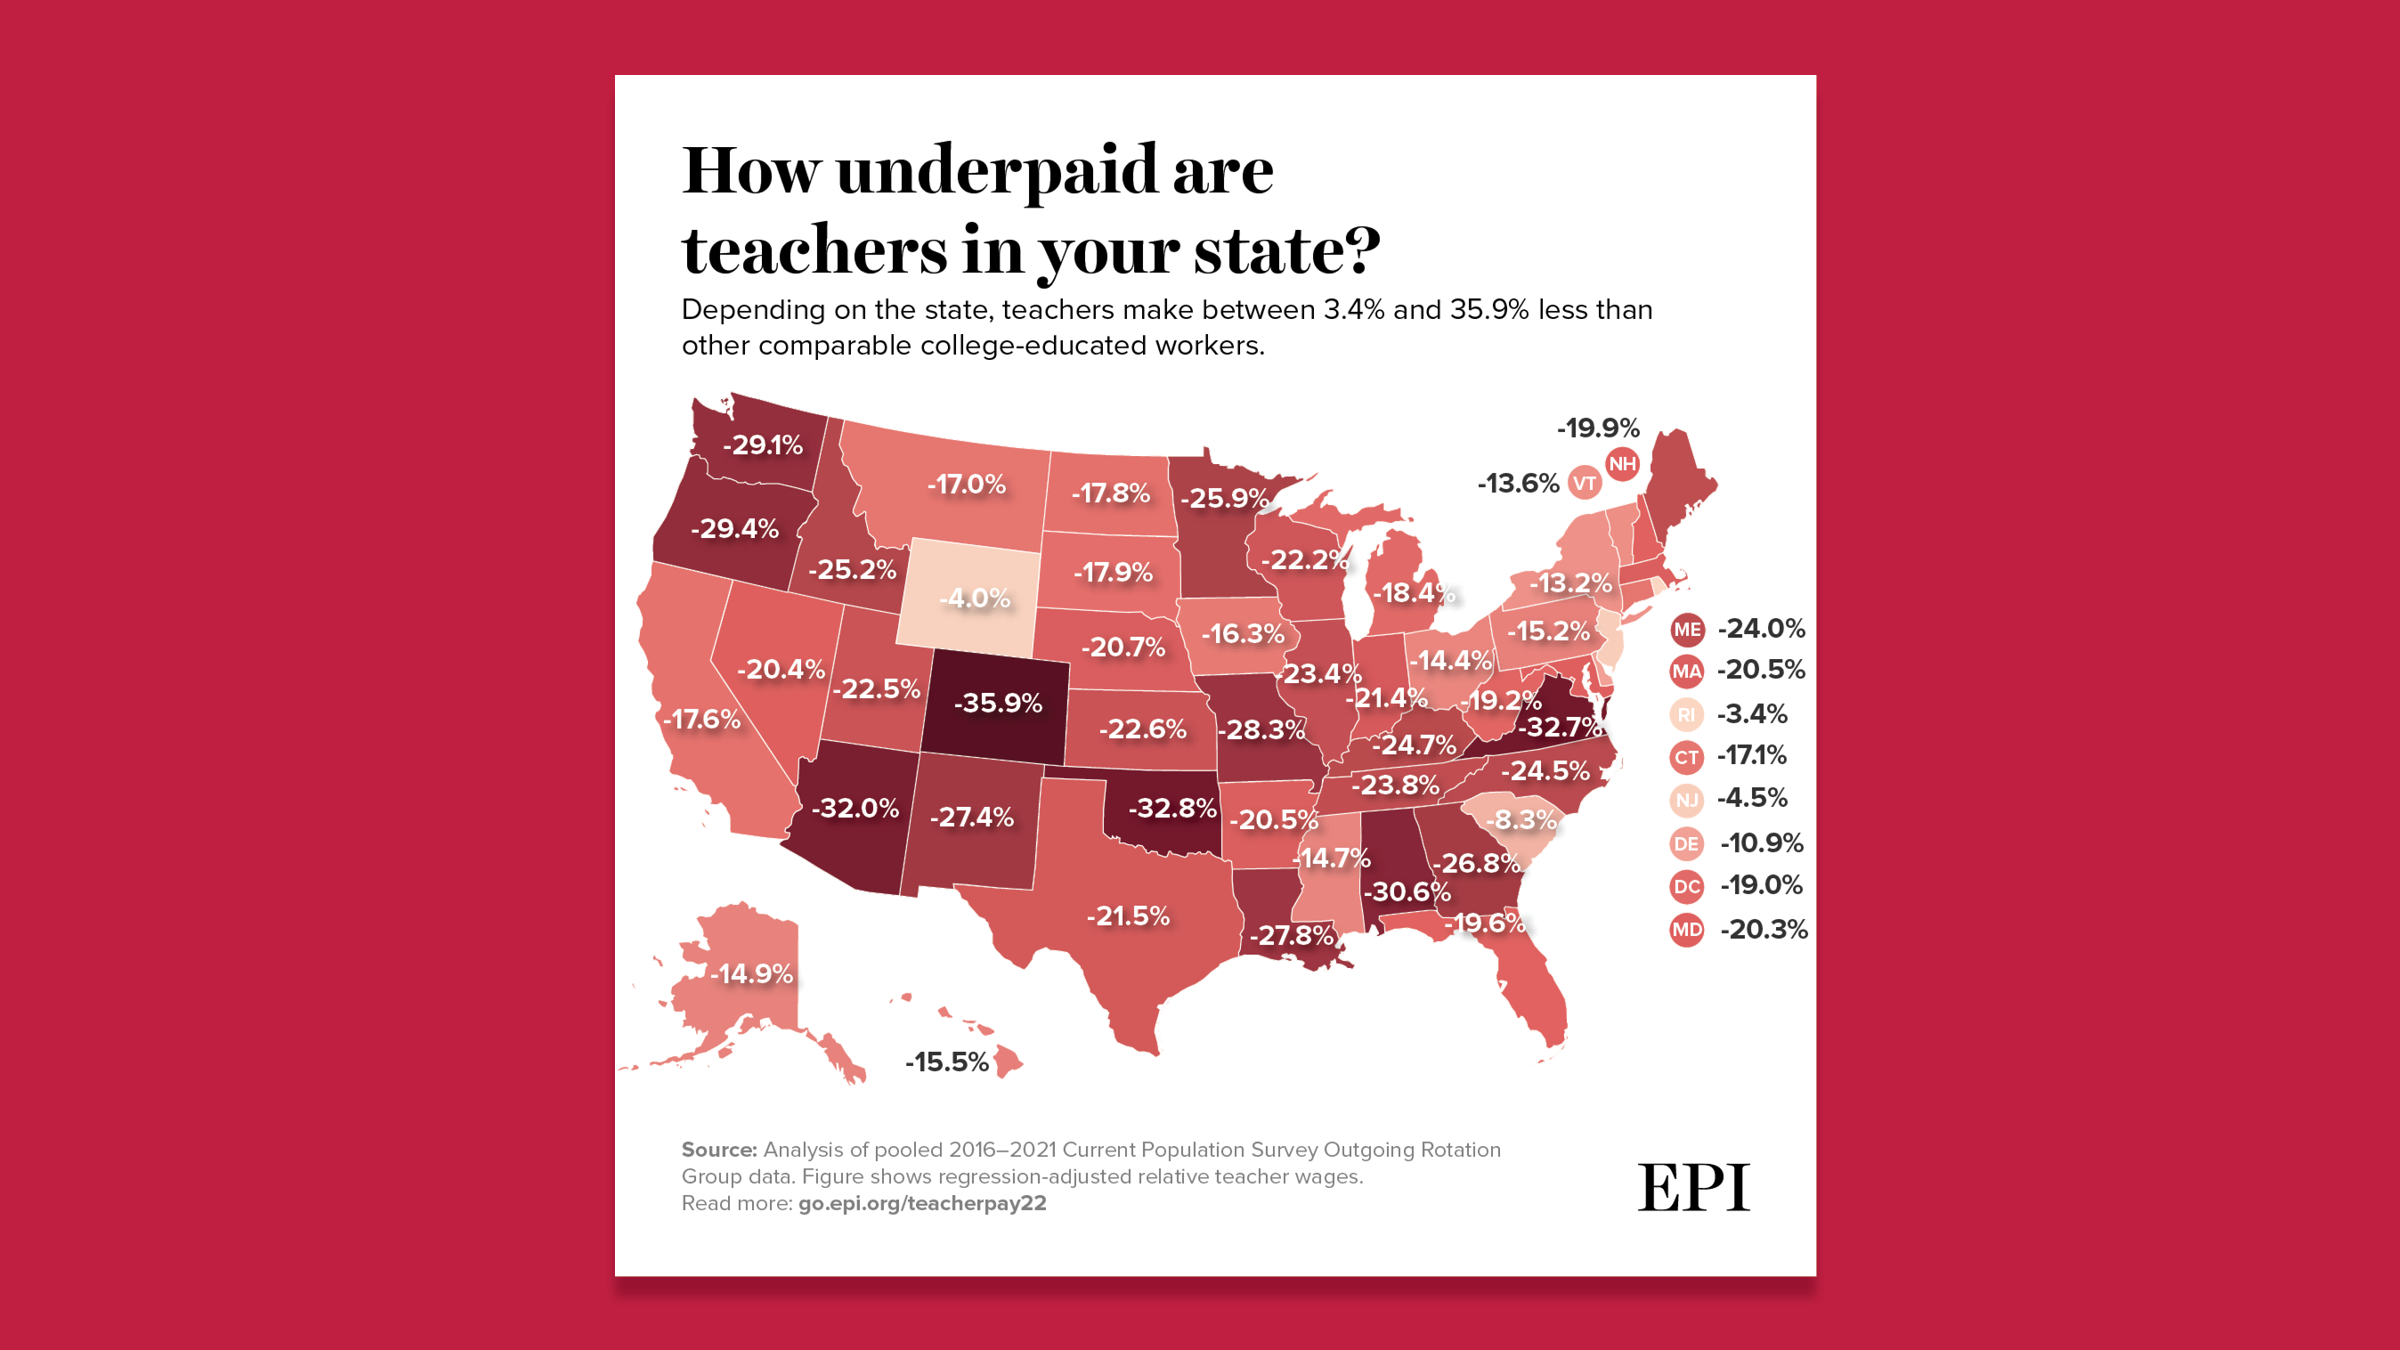 How underpaid are
teachers in your state?
Depending on the state, teachers make between 3.4% and 35.9% less than
other comparable college-educated workers.
-29.1%
-29.4%
-25.2%
-17.0%
-17.8%
-25.9%
-19.9%
NH
-13.6% VT
-4.0%
-17.9%
-22.2%
-18.4%
-13.2%
-17.6%
-20.4%
-22.5%
-35.9%
-20.7%
-16.3%
-23.4%
-21.4%
-14.4%
-15.2%
-19.2%
-32.7%
-22.6%
-28.3%
-24.7%
-24.5%
-23.8%
-32.0%
-27.4%
-32.8%
-20.5%
-8.3%
-14.7%
-30.6%
-26.8%
-21.5%
-27.8%
-19.6%
-14.9%
-15.5%
ME -24.0%
MA -20.5%
RI -3.4%
CT -17.1%
NJ -4.5%
DE -10.9%
DC -19.0%
MD -20.3%
Source: Analysis of pooled 2016–2021 Current Population Survey Outgoing Rotation
Group data. Figure shows regression-adjusted relative teacher wages.
Read more: go.epi.org/teacherpay22
EPI